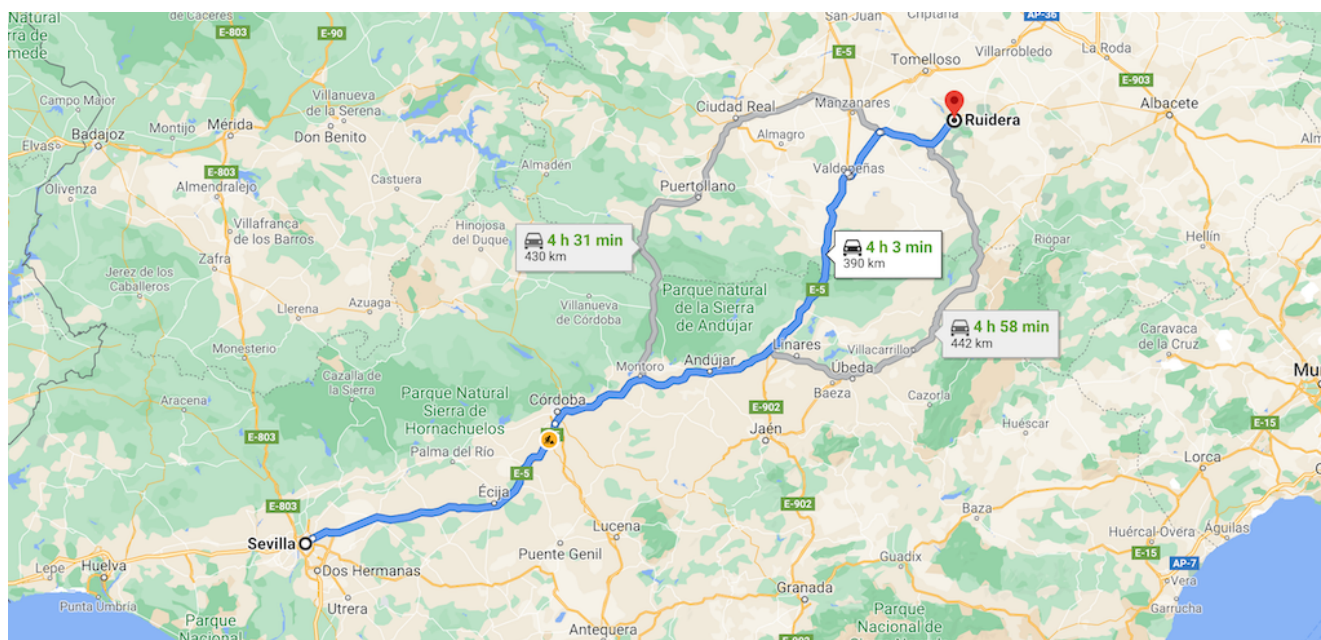 Natural
rra de
mede
de Cáceres
E-803
E-90
San Juan
Criptana
AP-36
E-5
Tomelloso
Villarrobledo
La Roda
E-903
Campo Maior
Villanueva
de la Serena
Badajoz
Montijo
Mérida
Don Benito
Elvas
Ciudad Real
Manzanares
Almagro
Ruidera
Albacete
Olivenza
Almendralejo
E-803
Castuera
Almadén
Valdepeñas
Puertollano
Villafranca
de los Barros
Hinojosa
del Duque
4 h 31 min
430 km
4 h 3 min
390 km
Riópar
Hellín
Zafra
Jerez de los
Caballeros
Llerena
Azuaga
Villanueva
de Córdoba
Parque natural
de la Sierra
de Andújar
E-5
4 h 58 min
442 km
Caravaca
de la Cruz
Monesterio
Cazalla de
la Sierra
Montoro
Andújar
Linares
Villacarrillo
Úbeda
Baeza
Cazorla
Mu
Aracena
Parque Natural
Sierra de
Hornachuelos
Córdoba
E-902
Jaén
Huéscar
E-15
E-803
Palma del Río
E-5
Lorca
Écija
E-803
E-902
Baza
Sevilla
Lucena
Puente Genil
Huércal-Overa
Águilas
E-15
AP-7
Lepe
Huelva
Dos Hermanas
Guadix
Vera
Punta Umbría
Utrera
Granada
Garrucha
Parque
Nacional
Antequera
E-902
Parque
Nacional de